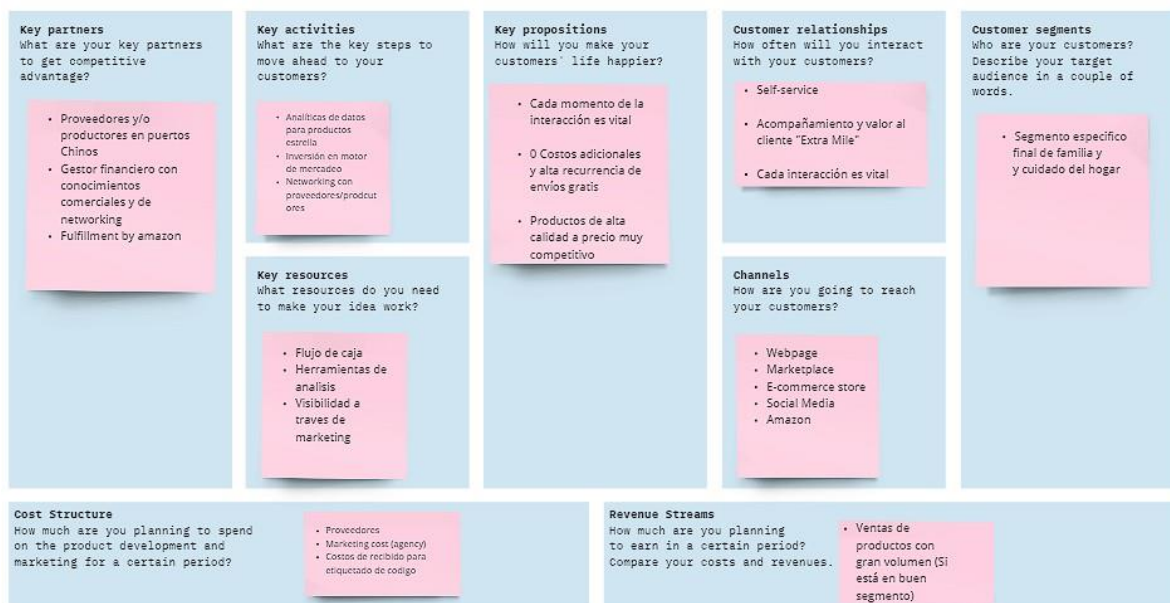 Key partners
What are your key partners
to get competitive
advantage?
• Proveedores y/o
productores en puertos
Chinos
• Gestor financiero con
conocimientos
comerciales y de
networking
• Fulfillment by amazon
Key activities
What are the key steps to
move ahead to your
customers?
• Analíticas de datos
para productos
estrella
• Inversión en motor
de mercadeo
• Networking con
proveedores/prodcut
ores
Key resources
What resources do you need
to make your idea work?
• Flujo de caja
• Herramientas de
analisis
• Visibilidad a
traves de
marketing
Key propositions
How will you make your
customers' life happier?
• Cada momento de la
interacción es vital
• 0 Costos adicionales
y alta recurrencia de
envíos gratis
• Productos de alta
calidad a precio muy
competitivo
Customer relationships
How often will you interact
with your customers?
• Self-service
• Acompañamiento y valor al
cliente "Extra Mile"
• Cada interacción es vital
Channels
How are you going to reach
your customers?
• Webpage
• Marketplace
• E-commerce store
• Social Media
• Amazon
Customer segments
Who are your customers?
Describe your target
audience in a couple of
words.
• Segmento especifico
final de familia y
y cuidado del hogar
Cost Structure
How much are you planning to spend
on the product development and
marketing for a certain period?
• Proveedores
• Marketing cost (agency)
• Costos de recibido para
etiquetado de codigo
Revenue Streams
How much are you planning
to earn in a certain period?
Compare your costs and revenues.
• Ventas de
productos con
gran volumen (Si
está en buen
segmento)